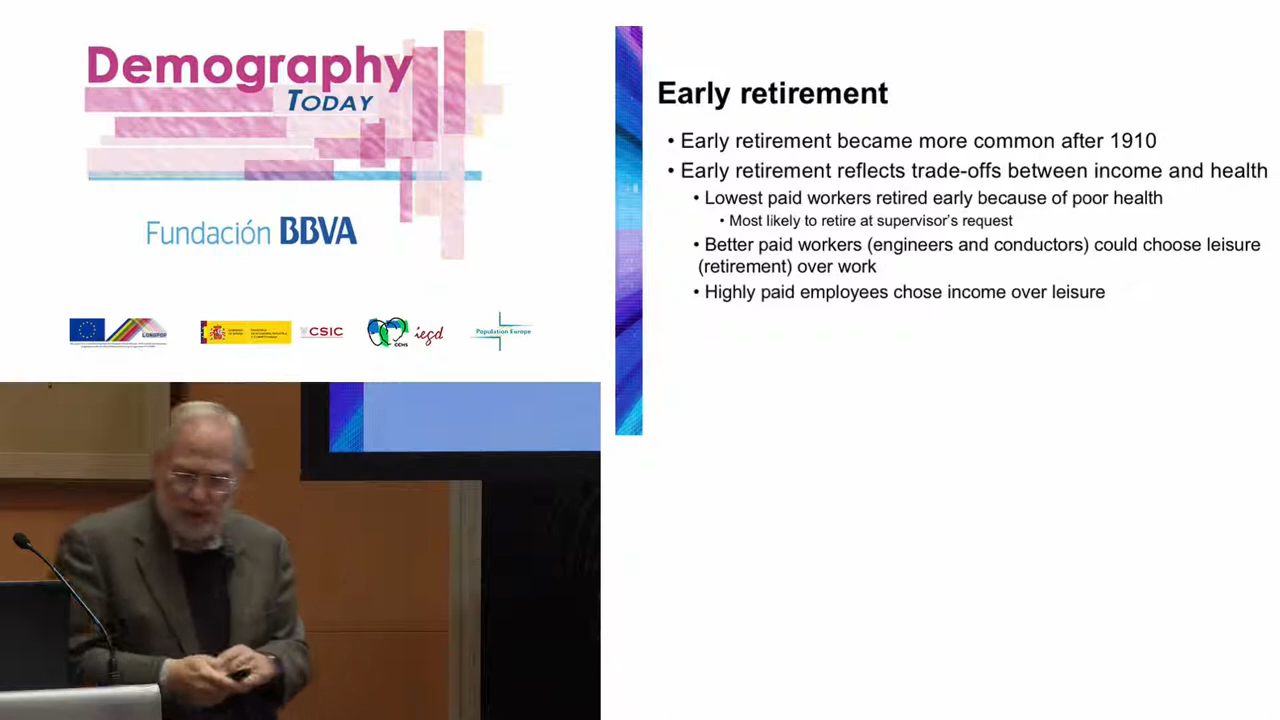 Demography
TODAY
Fundación BBVA
CSIC
CCHS
iegd
Population Europe
Early retirement
• Early retirement became more common after 1910
• Early retirement reflects trade-offs between income and health
• Lowest paid workers retired early because of poor health
• Most likely to retire at supervisor's request
• Better paid workers (engineers and conductors) could choose leisure
(retirement) over work
• Highly paid employees chose income over leisure